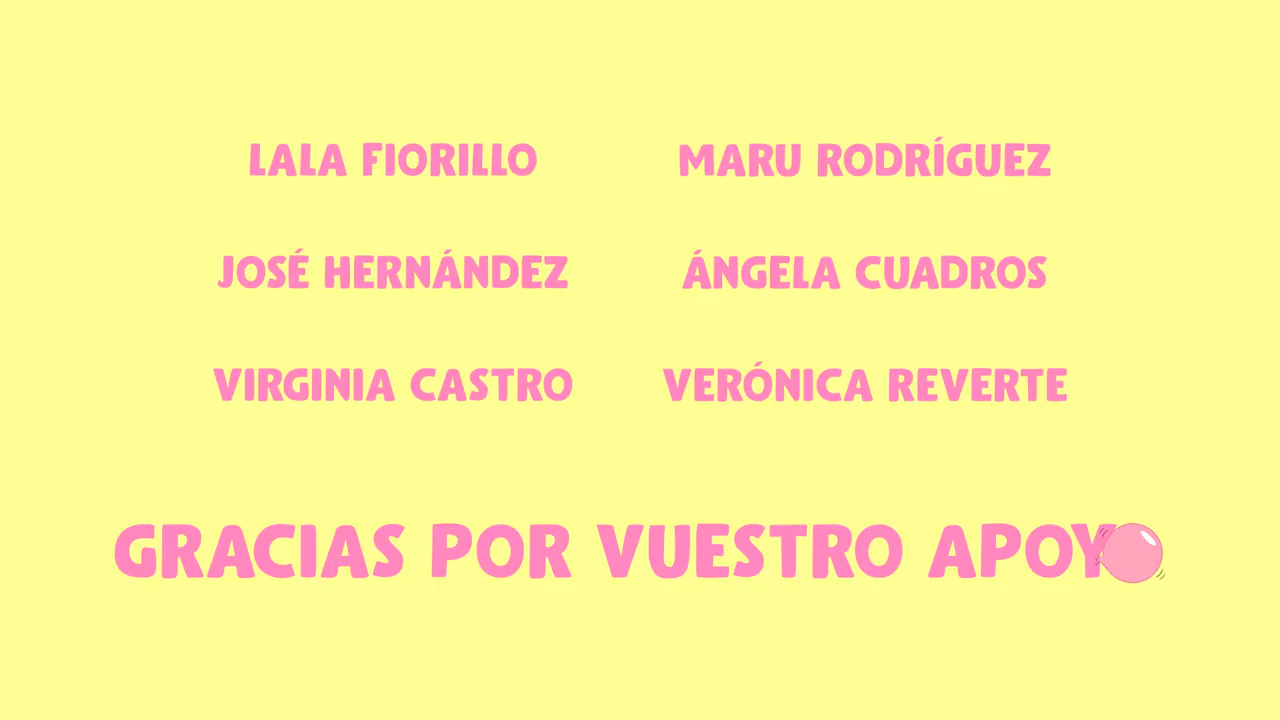 LALA FIORILLO
MARU RODRÍGUEZ
JOSÉ HERNÁNDEZ
ÁNGELA CUADROS
VIRGINIA CASTRO
VERÓNICA REVERTE
GRACIAS POR VUESTRO APOYO